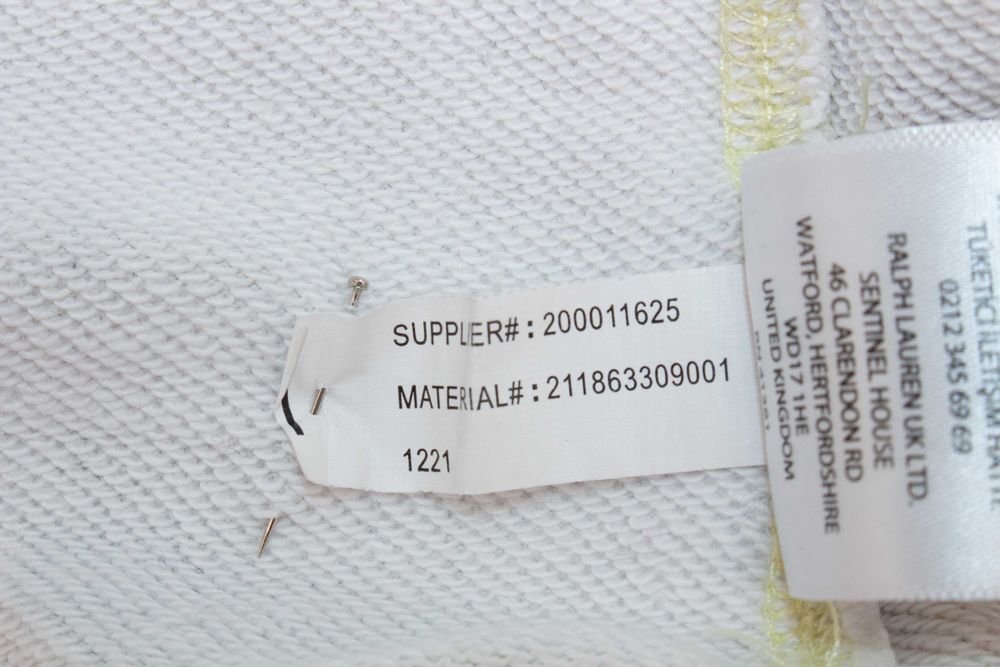 SUPPLIER#: 200011625
MATERIAL#: 211863309001
1221
0212 345 69 69
RALPH LAUREN UK LTD.
SENTINEL HOUSE
46 CLARENDON RD
WATFORD, HERTFORDSHIRE
WD17 1HE
UNITED KINGDOM